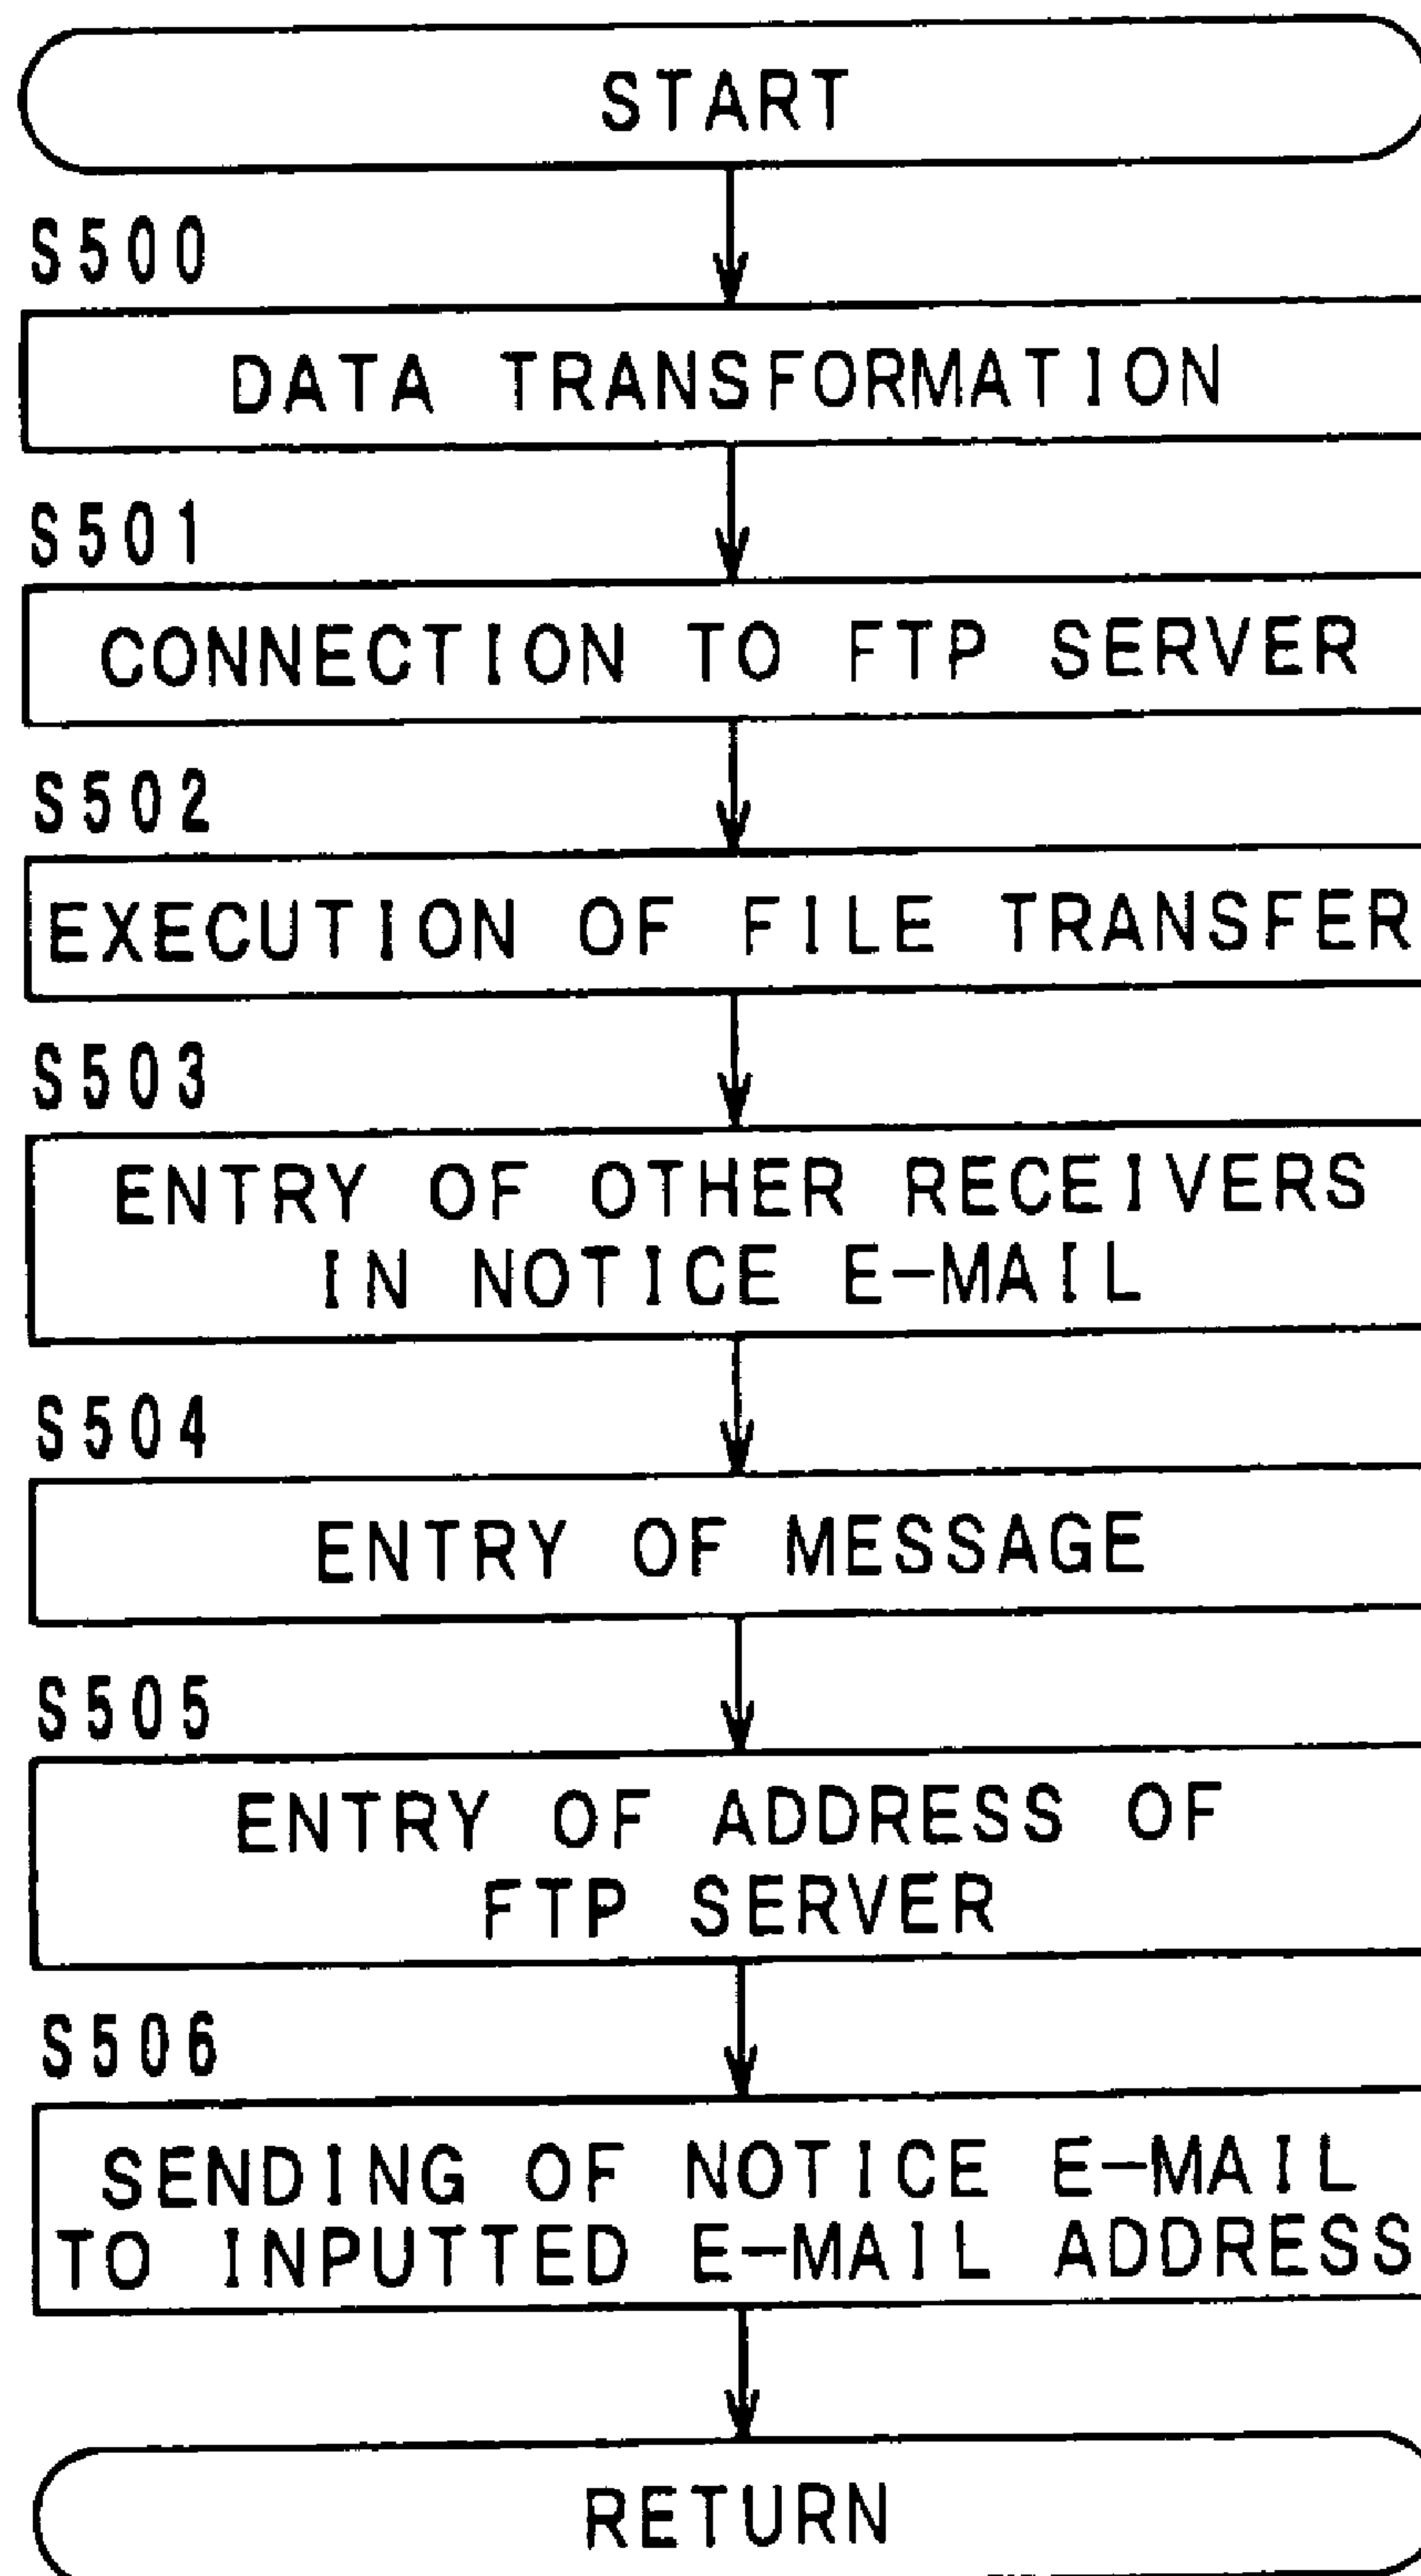 START
S500
DATA TRANSFORMATION
S501
CONNECTION TO FTP SERVER
S502
EXECUTION OF FILE TRANSFER
S503
ENTRY OF OTHER RECEIVERS
IN NOTICE E-MAIL
S504
ENTRY OF MESSAGE
S505
ENTRY OF ADDRESS OF
FTP SERVER
S506
SENDING OF NOTICE E-MAIL
TO INPUTTED E-MAIL ADDRESS
RETURN